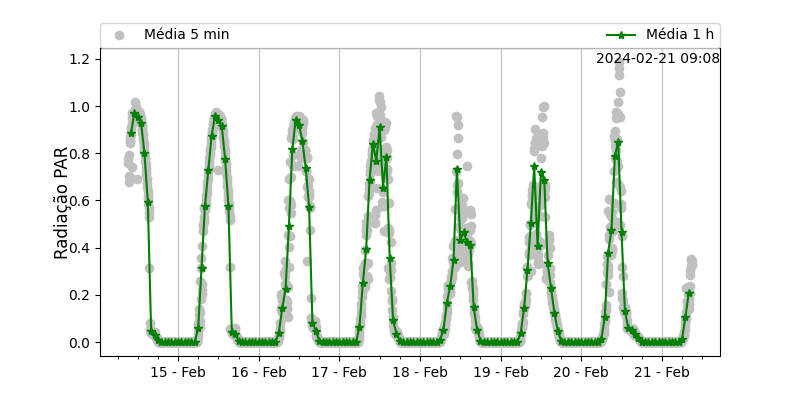 Média 5 min
Média 1 h
2024-02-21 09:08
Radiação PAR
1.2
1.0
0.8
0.6
0.4
0.2
0.0
15 - Feb
16 - Feb
17 - Feb
18 - Feb
19 - Feb
20 - Feb
21 - Feb